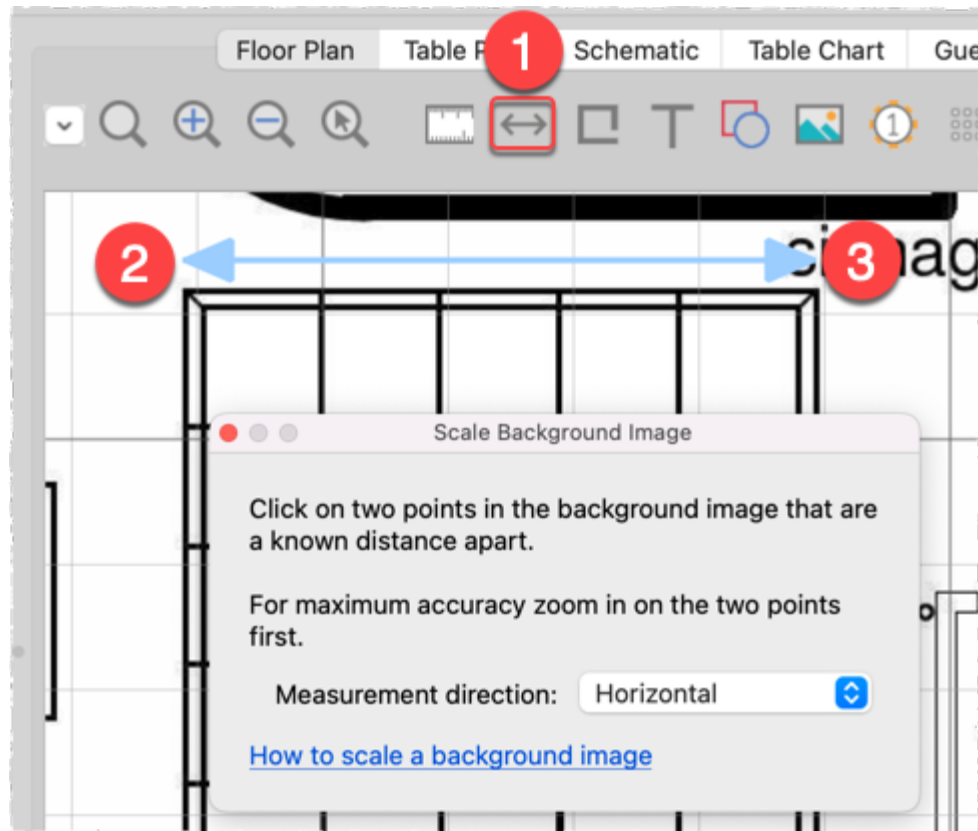 Floor Plan
Table
1
Schematic
Table Chart
1
2
3
Scale Background Image
Click on two points in the background image that are
a known distance apart.
For maximum accuracy zoom in on the two points
first.
Measurement direction:
Horizontal
How to scale a background image